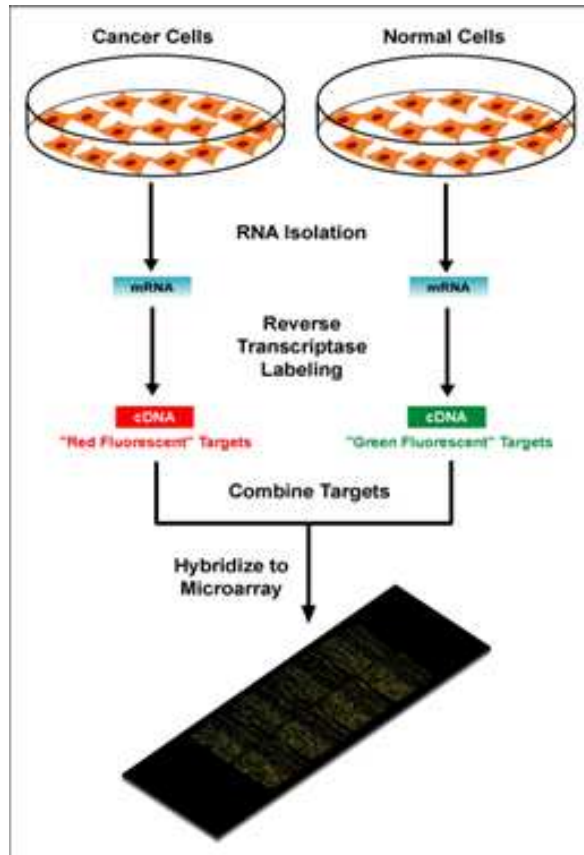 Cancer Cells
Normal Cells
RNA Isolation
mRNA
mRNA
Reverse
Transcriptase
Labeling
cDNA
cDNA
"Red Fluorescent" Targets
"Green Fluorescent" Targets
Combine Targets
Hybridize to
Microarray